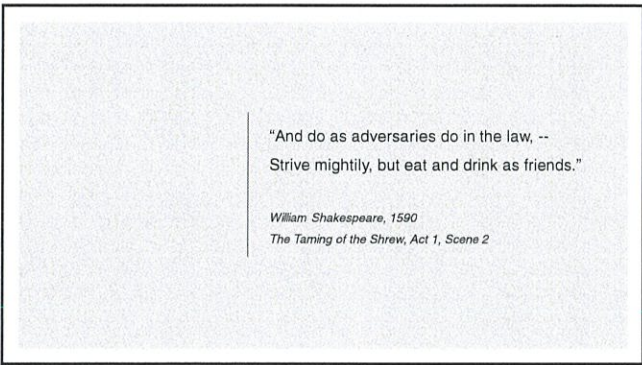 “And do as adversaries do in the law, --
Strive mightily, but eat and drink as friends.”
William Shakespeare, 1590
The Taming of the Shrew, Act 1, Scene 2